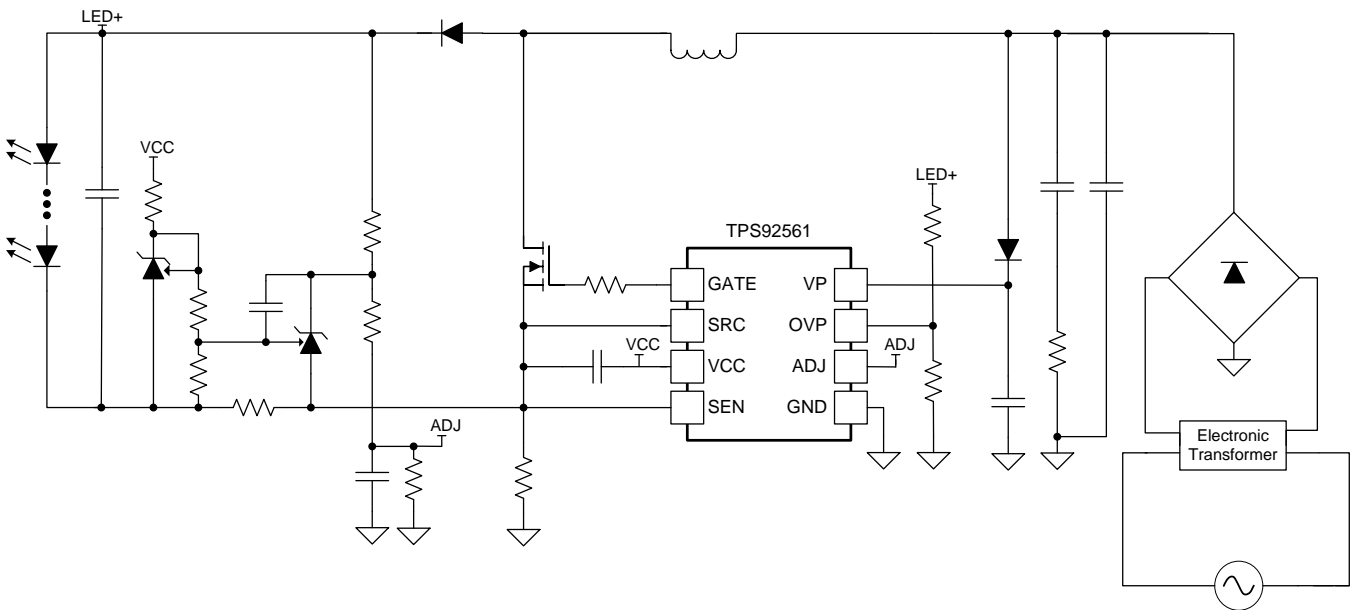 LED+
VCC
LED+
TPS92561
GATE
VP
SRC
OVP
VCC
VCC
ADJ
ADJ
SEN
GND
ADJ
Electronic
Transformer